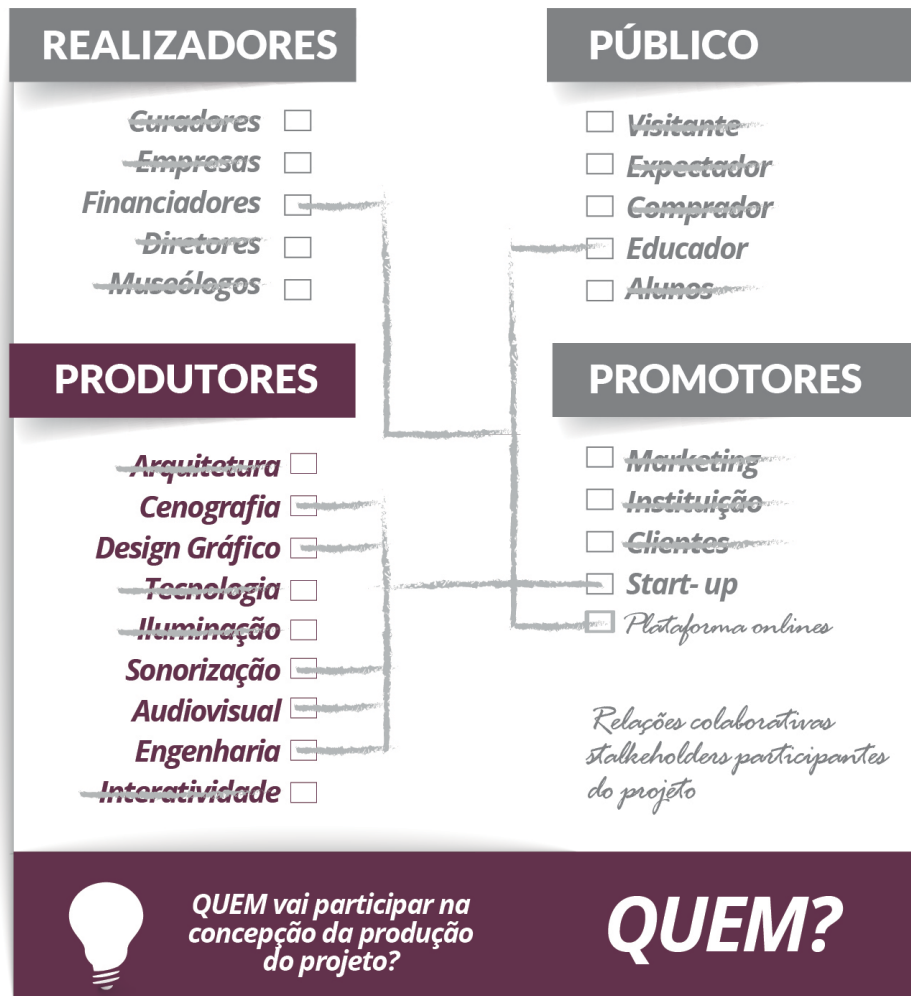 REALIZADORES
Curadores
Empresas
Financiadores
Diretores
Museólogos
PÚBLICO
Visitante
Expectador
Comprador
Educador
Alunos
PRODUTORES
Arquitetura
Cenografia
Design Gráfico
Tecnologia
Iluminação
Sonorização
Audiovisual
Engenharia
Interatividade
PROMOTORES
Marketing
Instituição
Clientes
Start- up
Plataforma onlines
Relações colaborativas
stalkeholders participantes
do projeto
QUEM vai participar na
concepção da produção
do projeto?
QUEM?